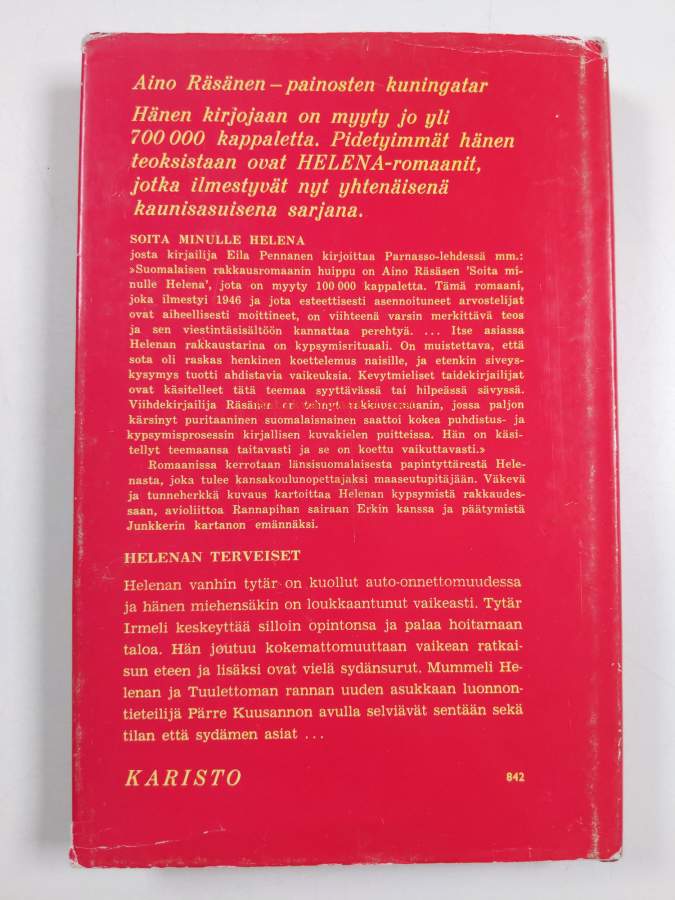 Aino Räsänen – painosten kuningatar
Hänen kirjojaan on myyty jo yli
700 000 kappaletta. Pidetyimmät hänen
teoksistaan ovat HELENA-romaanit,
jotka ilmestyvät nyt yhtenäisenä
kaunisasuisena sarjana.
SOITA MINULLE HELENA
josta kirjailija Eila Pennanen kirjoittaa Parnasso-lehdessä mm.:
»Suomalaisen rakkausromaanin huippu on Aino Räsäsen 'Soita mi-
nulle Helena', jota on myyty 100 000 kappaletta. Tämä romaani,
joka ilmestyi 1946 ja jota esteettisesti asennoituneet arvostelijat
ovat aiheellisesti moittineet, on viihteenä varsin merkittävä teos
ja sen viestintäsisältöön kannattaa perehtyä. ... Itse asiassa
Helenan rakkaustarina on kypsymisrituaali. On muistettava, että
sota oli raskas henkinen koettelemus naisille, ja etenkin siveys-
kysymys tuotti ahdistavia vaikeuksia. Kevytmieliset taidekirjailijat
ovat käsitelleet tätä teemaa syyttävässä tai hilpeässä sävyssä.
Viihdekirjailija Räsänen on tehnyt rakkausromaanin, jossa paljon
kärsinyt puritaaninen suomalaisnainen saattoi kokea puhdistus- ja
kypsymisprosessin kirjallisen kuvakielen puitteissa. Hän on käsi-
tellyt teemaansa taitavasti ja se on koettu vaikuttavasti.»
Romaanissa kerrotaan länsisuomalaisesta papintyttärestä Hele-
nasta, joka tulee kansakoulunopettajaksi maaseutupitäjään. Väkevä
ja tunneherkkä kuvaus kartoittaa Helenan kypsymistä rakkaudes-
saan, avioliittoa Rannapihan sairaan Erkin kanssa ja päätymistä
Junkkerin kartanon emännäksi.
HELENAN TERVEISET
Helenan vanhin tytär on kuollut auto-onnettomuudessa
ja hänen miehensäkin on loukkaantunut vaikeasti. Tytär
Irmeli keskeyttää silloin opintonsa ja palaa hoitamaan
taloa. Hän joutuu kokemattomuuttaan vaikean ratkai-
sun eteen ja lisäksi ovat vielä sydänsurut. Mummeli He-
lenan ja Tuulettoman rannan uuden asukkaan luonnon-
tieteilijä Pärre Kuusannon avulla selviävät sentään sekä
tilan että sydämen asiat ...
KARISTO
842